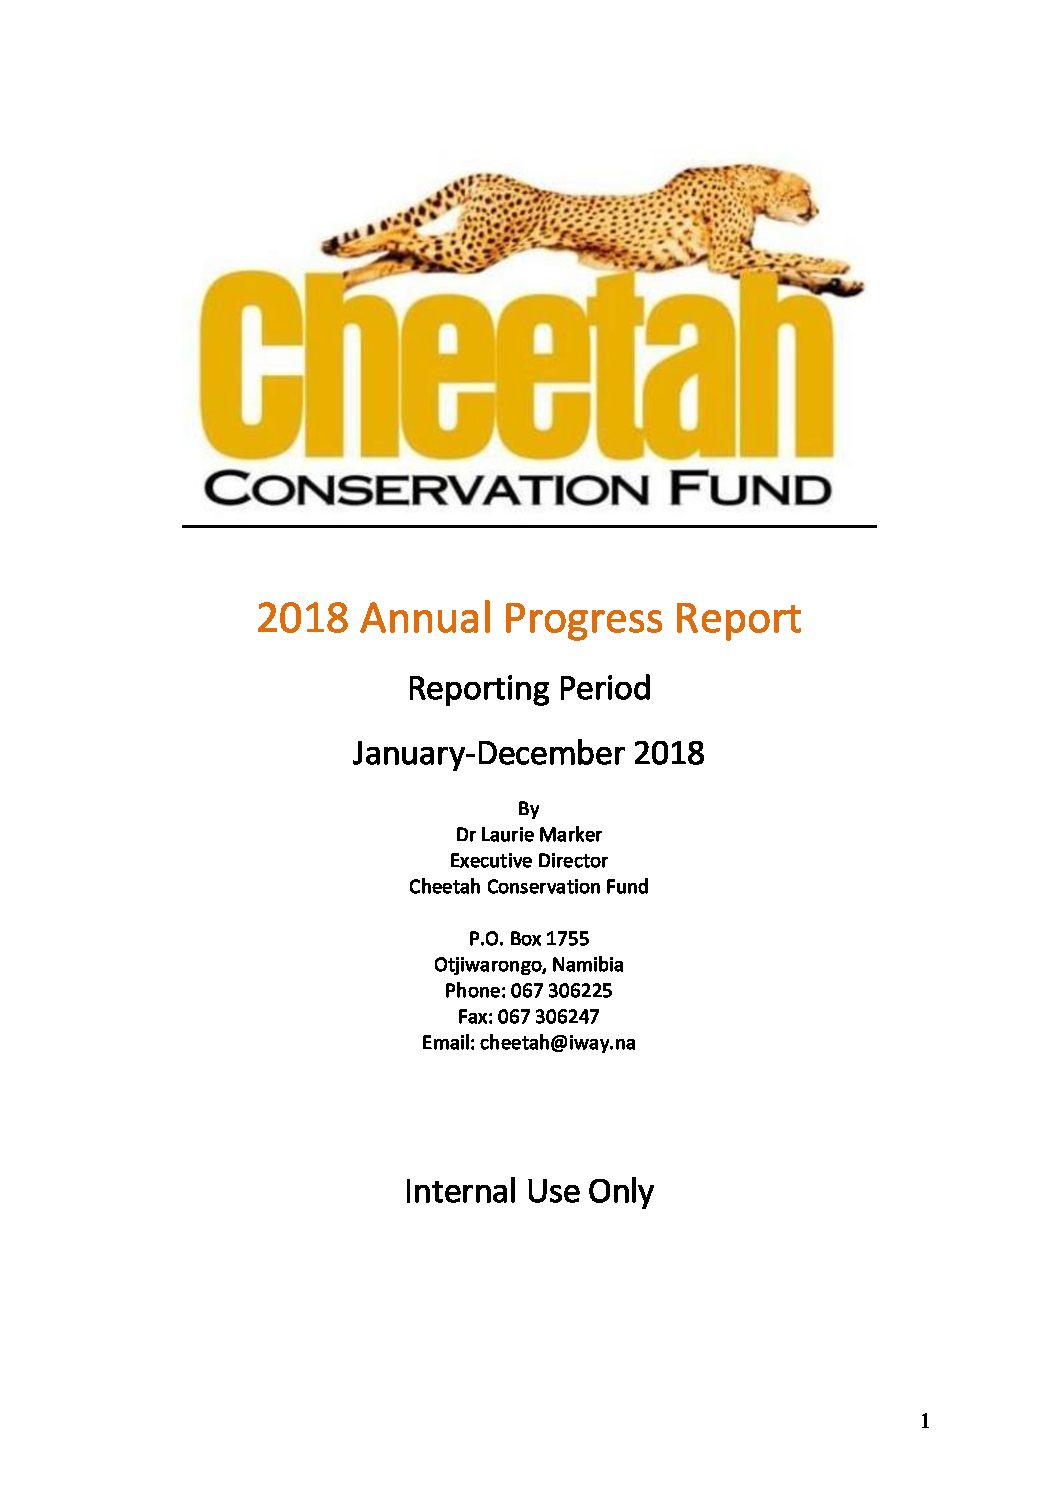 Cheetah
CONSERVATION FUND
2018 Annual Progress Report
Reporting Period
January-December 2018
By
Dr Laurie Marker
Executive Director
Cheetah Conservation Fund
P.O. Box 1755
Otjiwarongo, Namibia
Phone: 067 306225
Fax: 067 306247
Email: cheetah@iway.na
Internal Use Only
1